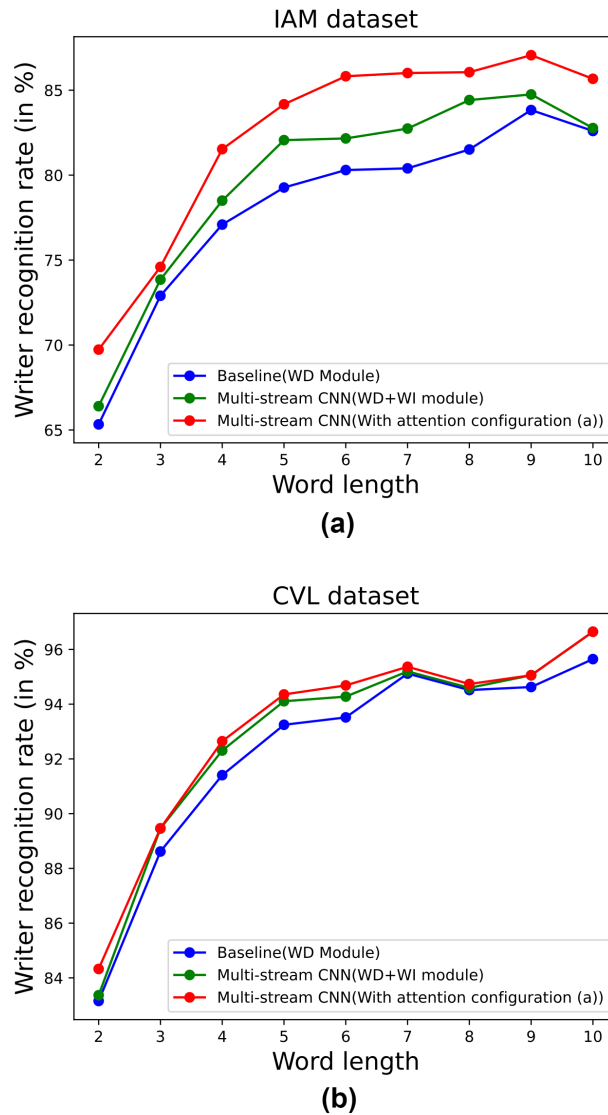 IAM dataset
Writer recognition rate (in %)
85
80
75
70
65
Baseline(WD Module)
Multi-stream CNN(WD+WI module)
Multi-stream CNN(With attention configuration (a))
2 3 4 5 6 7 8 9 10
Word length
(a)
CVL dataset
Writer recognition rate (in %)
96
94
92
90
88
86
84
Baseline(WD Module)
Multi-stream CNN(WD+WI module)
Multi-stream CNN(With attention configuration (a))
2 3 4 5 6 7 8 9 10
Word length
(b)